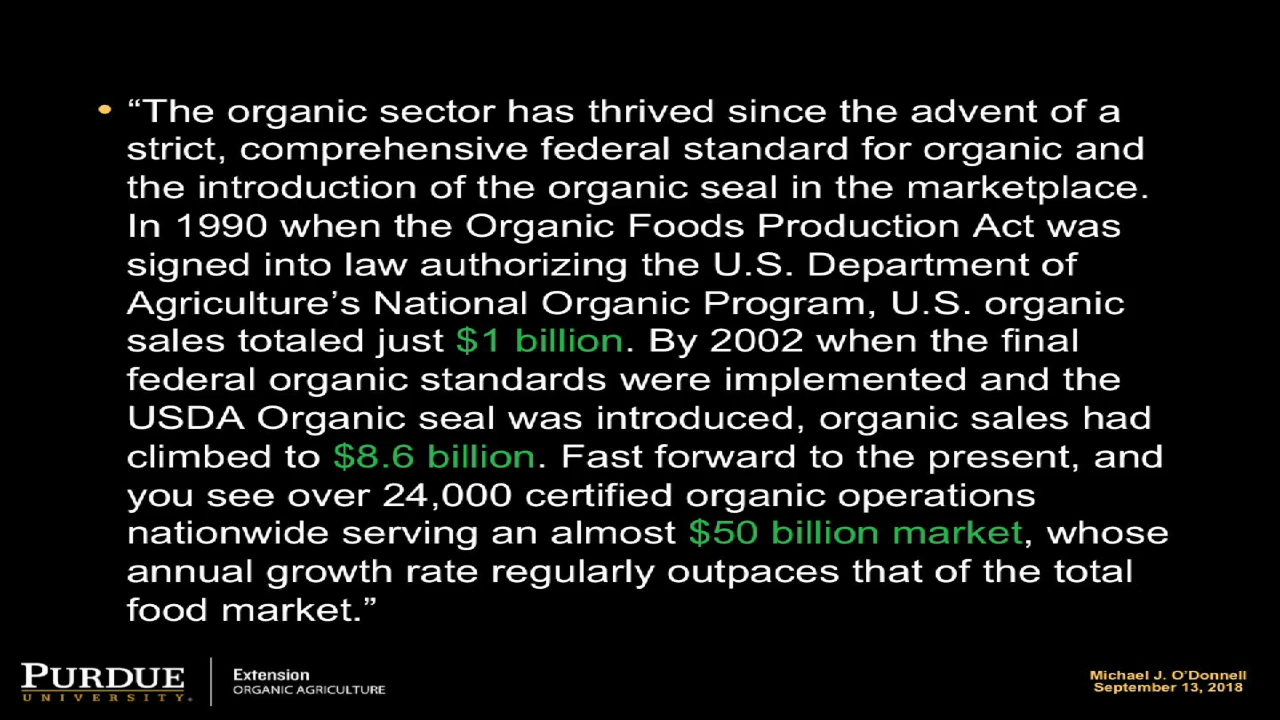 • “The organic sector has thrived since the advent of a
strict, comprehensive federal standard for organic and
the introduction of the organic seal in the marketplace.
In 1990 when the Organic Foods Production Act was
signed into law authorizing the U.S. Department of
Agriculture’s National Organic Program, U.S. organic
sales totaled just $1 billion. By 2002 when the final
federal organic standards were implemented and the
USDA Organic seal was introduced, organic sales had
climbed to $8.6 billion. Fast forward to the present, and
you see over 24,000 certified organic operations
nationwide serving an almost $50 billion market, whose
annual growth rate regularly outpaces that of the total
food market.”
PURDUE
UNIVERSITY.
Extension
ORGANIC AGRICULTURE
Michael J. O’Donnell
September 13, 2018